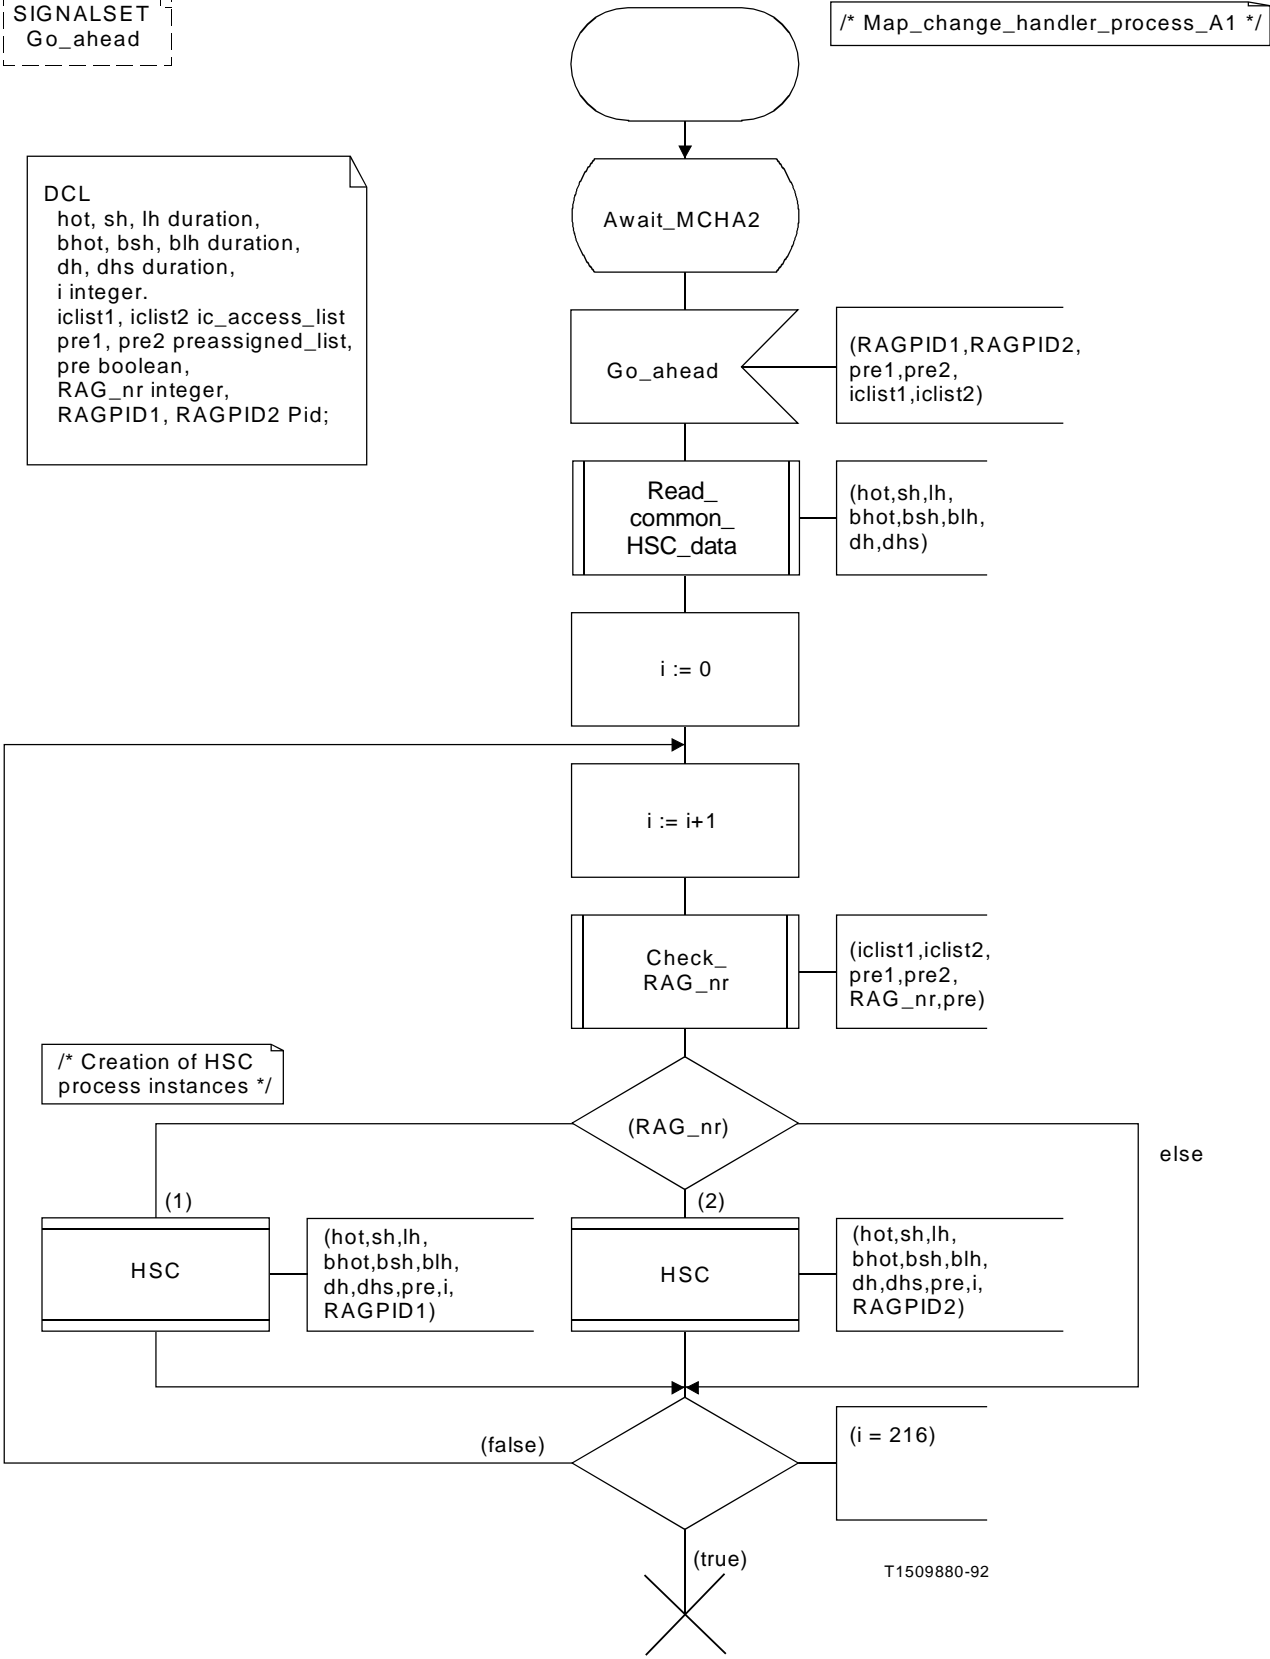 SIGNALSET
Go_ahead
/* Map_change_handler_process_A1 */
DCL
hot, sh, lh duration,
bhot, bsh, blh duration,
dh, dhs duration,
i integer.
iclist1, iclist2 ic_access_list
pre1, pre2 preassigned_list,
pre boolean,
RAG_nr integer,
RAGPID1, RAGPID2 Pid;
Await_MCHA2
Go_ahead
(RAGPID1,RAGPID2,
pre1,pre2,
iclist1,iclist2)
Read_
common_
HSC_data
(hot,sh,lh,
bhot,bsh,blh,
dh,dhs)
i := 0
i := i+1
Check_
RAG_nr
(iclist1,iclist2,
pre1,pre2,
RAG_nr,pre)
/* Creation of HSC
process instances */
(RAG_nr)
else
(1)
(2)
HSC
(hot,sh,lh,
bhot,bsh,blh,
dh,dhs,pre,i,
RAGPID1)
HSC
(hot,sh,lh,
bhot,bsh,blh,
dh,dhs,pre,i,
RAGPID2)
(false)
(i = 216)
(true)
T1509880-92